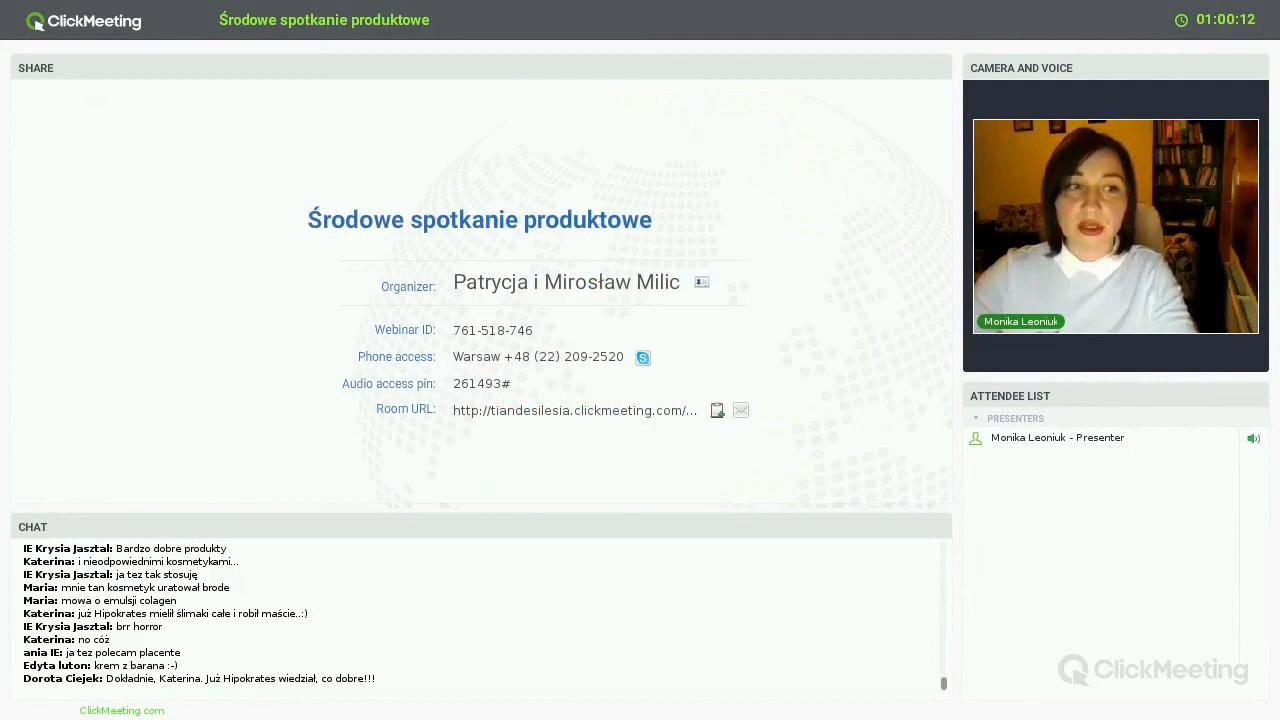 ClickMeeting
Środowe spotkanie produktowe
01:00:12
SHARE
Środowe spotkanie produktowe
Organizer: Patrycja i Mirosław Milic
Webinar ID: 761-518-746
Phone access: Warsaw +48 (22) 209-2520
Audio access pin: 261493#
Room URL: http://tiandesilesia.clickmeeting.com/...
CAMERA AND VOICE
Monika Leoniuk
ATTENDEE LIST
PRESENTERS
Monika Leoniuk - Presenter
CHAT
IE Krysia Jasztal: Bardzo dobre produkty
Katerina: i nieodpowiednimi kosmetykami...
IE Krysia Jasztal: ja tez tak stosuję
Maria: mnie tan kosmetyk uratował brode
Maria: mowa o emulsji colagen
Katerina: już Hipokrates mielił ślimaki całe i robił maście..:)
IE Krysia Jasztal: brr horror
Katerina: no cóż
ania IE: ja tez polecam placente
Edyta luton: krem z barana :-)
Dorota Ciejek: Dokładnie, Katerina. Już Hipokrates wiedział, co dobre!!!
ClickMeeting
ClickMeeting.com